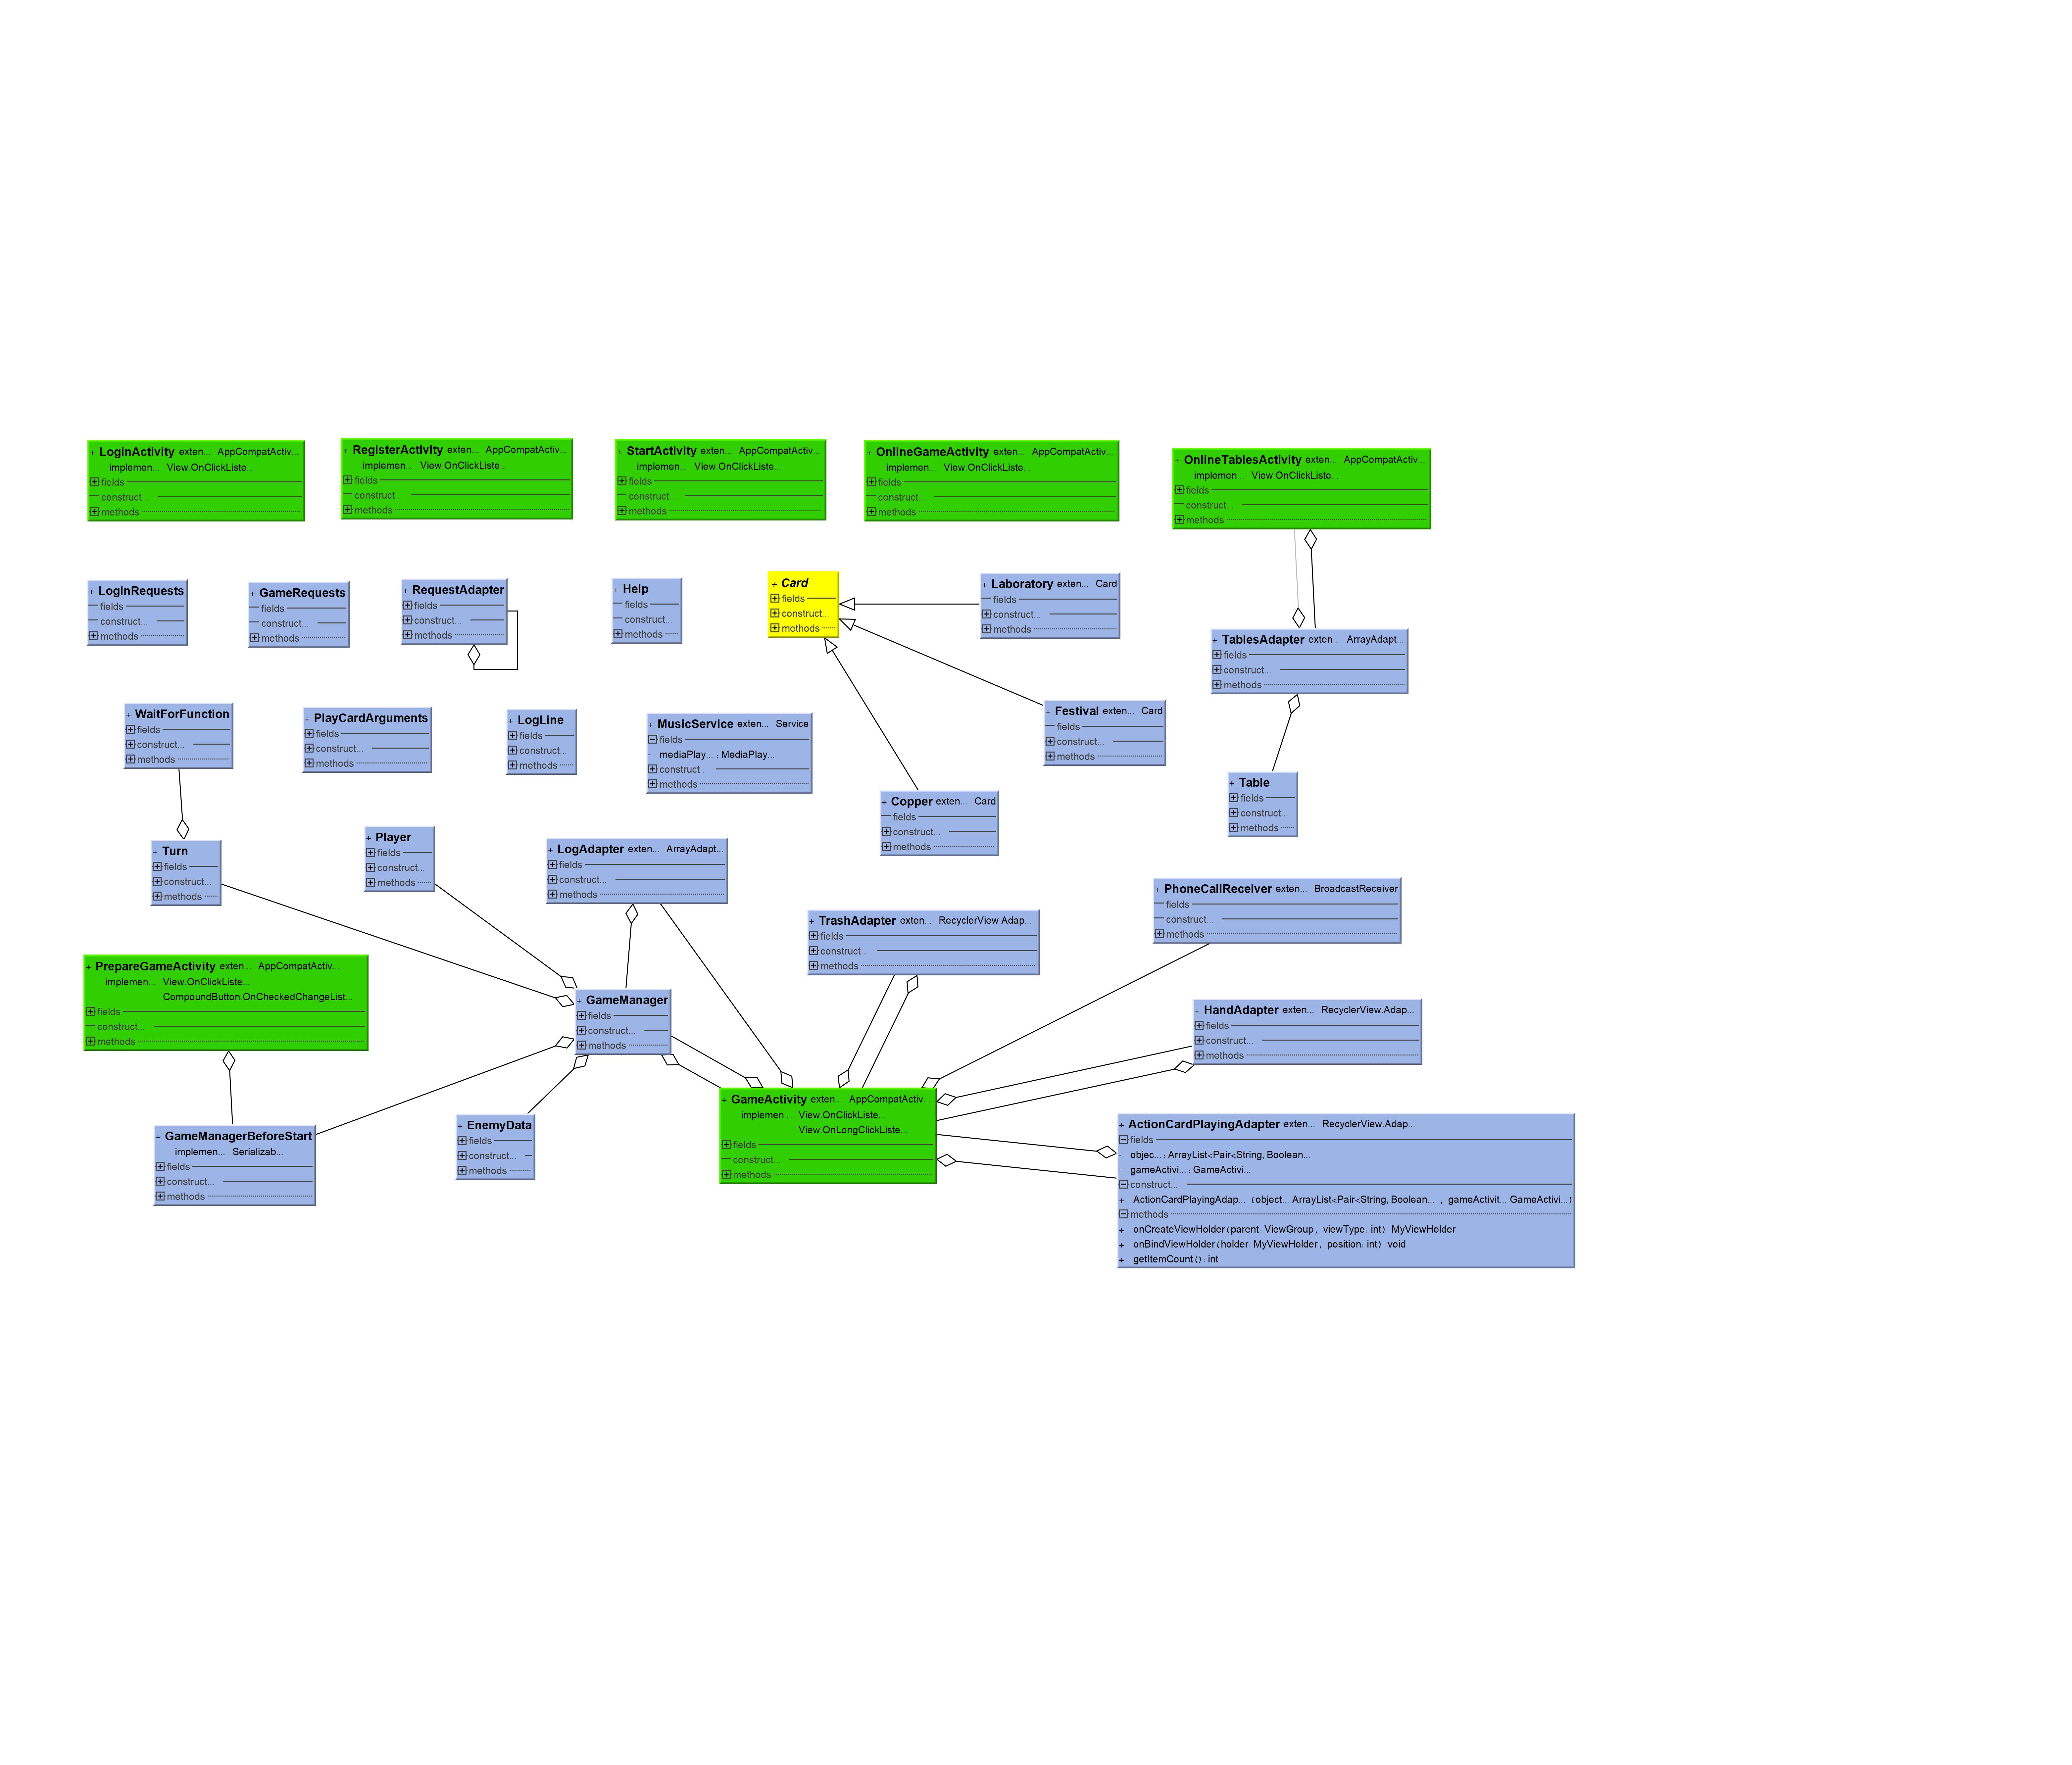 + LoginActivity exten... AppCompatActiv...
implemen... View.OnClickListe...
fields
construct...
methods
+ RegisterActivity exten... AppCompatActiv...
implemen... View.OnClickListe...
fields
construct...
methods
+ StartActivity exten... AppCompatActiv...
implemen... View.OnClickListe...
fields
construct...
methods
+ OnlineGameActivity exten... AppCompatActiv...
implemen... View.OnClickListe...
fields
construct...
methods
+ OnlineTablesActivity exten... AppCompatActiv...
implemen... View.OnClickListe...
fields
construct...
methods
+ LoginRequests
fields
construct...
methods
+ GameRequests
fields
construct...
methods
+ RequestAdapter
fields
construct...
methods
+ Help
fields
construct...
methods
+ Card
fields
construct...
methods
+ Laboratory exten... Card
fields
construct...
methods
+ TablesAdapter exten... ArrayAdapt...
fields
construct...
methods
+ WaitForFunction
fields
construct...
methods
+ PlayCardArguments
fields
construct...
methods
+ LogLine
fields
construct...
methods
+ MusicService exten... Service
fields
- mediaPlay... : MediaPlay...
construct...
methods
+ Festival exten... Card
fields
construct...
methods
+ Copper exten... Card
fields
construct...
methods
+ Table
fields
construct...
methods
+ Turn
fields
construct...
methods
+ Player
fields
construct...
methods
+ LogAdapter exten... ArrayAdapt...
fields
construct...
methods
+ TrashAdapter exten... RecyclerView.Adap...
fields
construct...
methods
+ PhoneCallReceiver exten... BroadcastReceiver
fields
construct...
methods
+ PrepareGameActivity exten... AppCompatActiv...
implemen... View.OnClickListe...
CompoundButton.OnCheckedChangeList...
fields
construct...
methods
+ GameManager
fields
construct...
methods
+ HandAdapter exten... RecyclerView.Adap...
fields
construct...
methods
+ GameManagerBeforeStart
implemen... Serializab...
fields
construct...
methods
+ EnemyData
fields
construct...
methods
+ GameActivity exten... AppCompatActiv...
implemen... View.OnClickListe...
View.OnLongClickListe...
fields
construct...
methods
+ ActionCardPlayingAdapter exten... RecyclerView.Adap...
fields
- objec... : ArrayList<Pair<String, Boolean...
- gameActivi... : GameActivi...
construct...
+ ActionCardPlayingAdap... (object... ArrayList<Pair<String, Boolean... , gameActivit... GameActivi...)
methods
+ onCreateViewHolder(parent: ViewGroup, viewType: int): MyViewHolder
+ onBindViewHolder(holder: MyViewHolder, position: int): void
+ getItemCount(): int